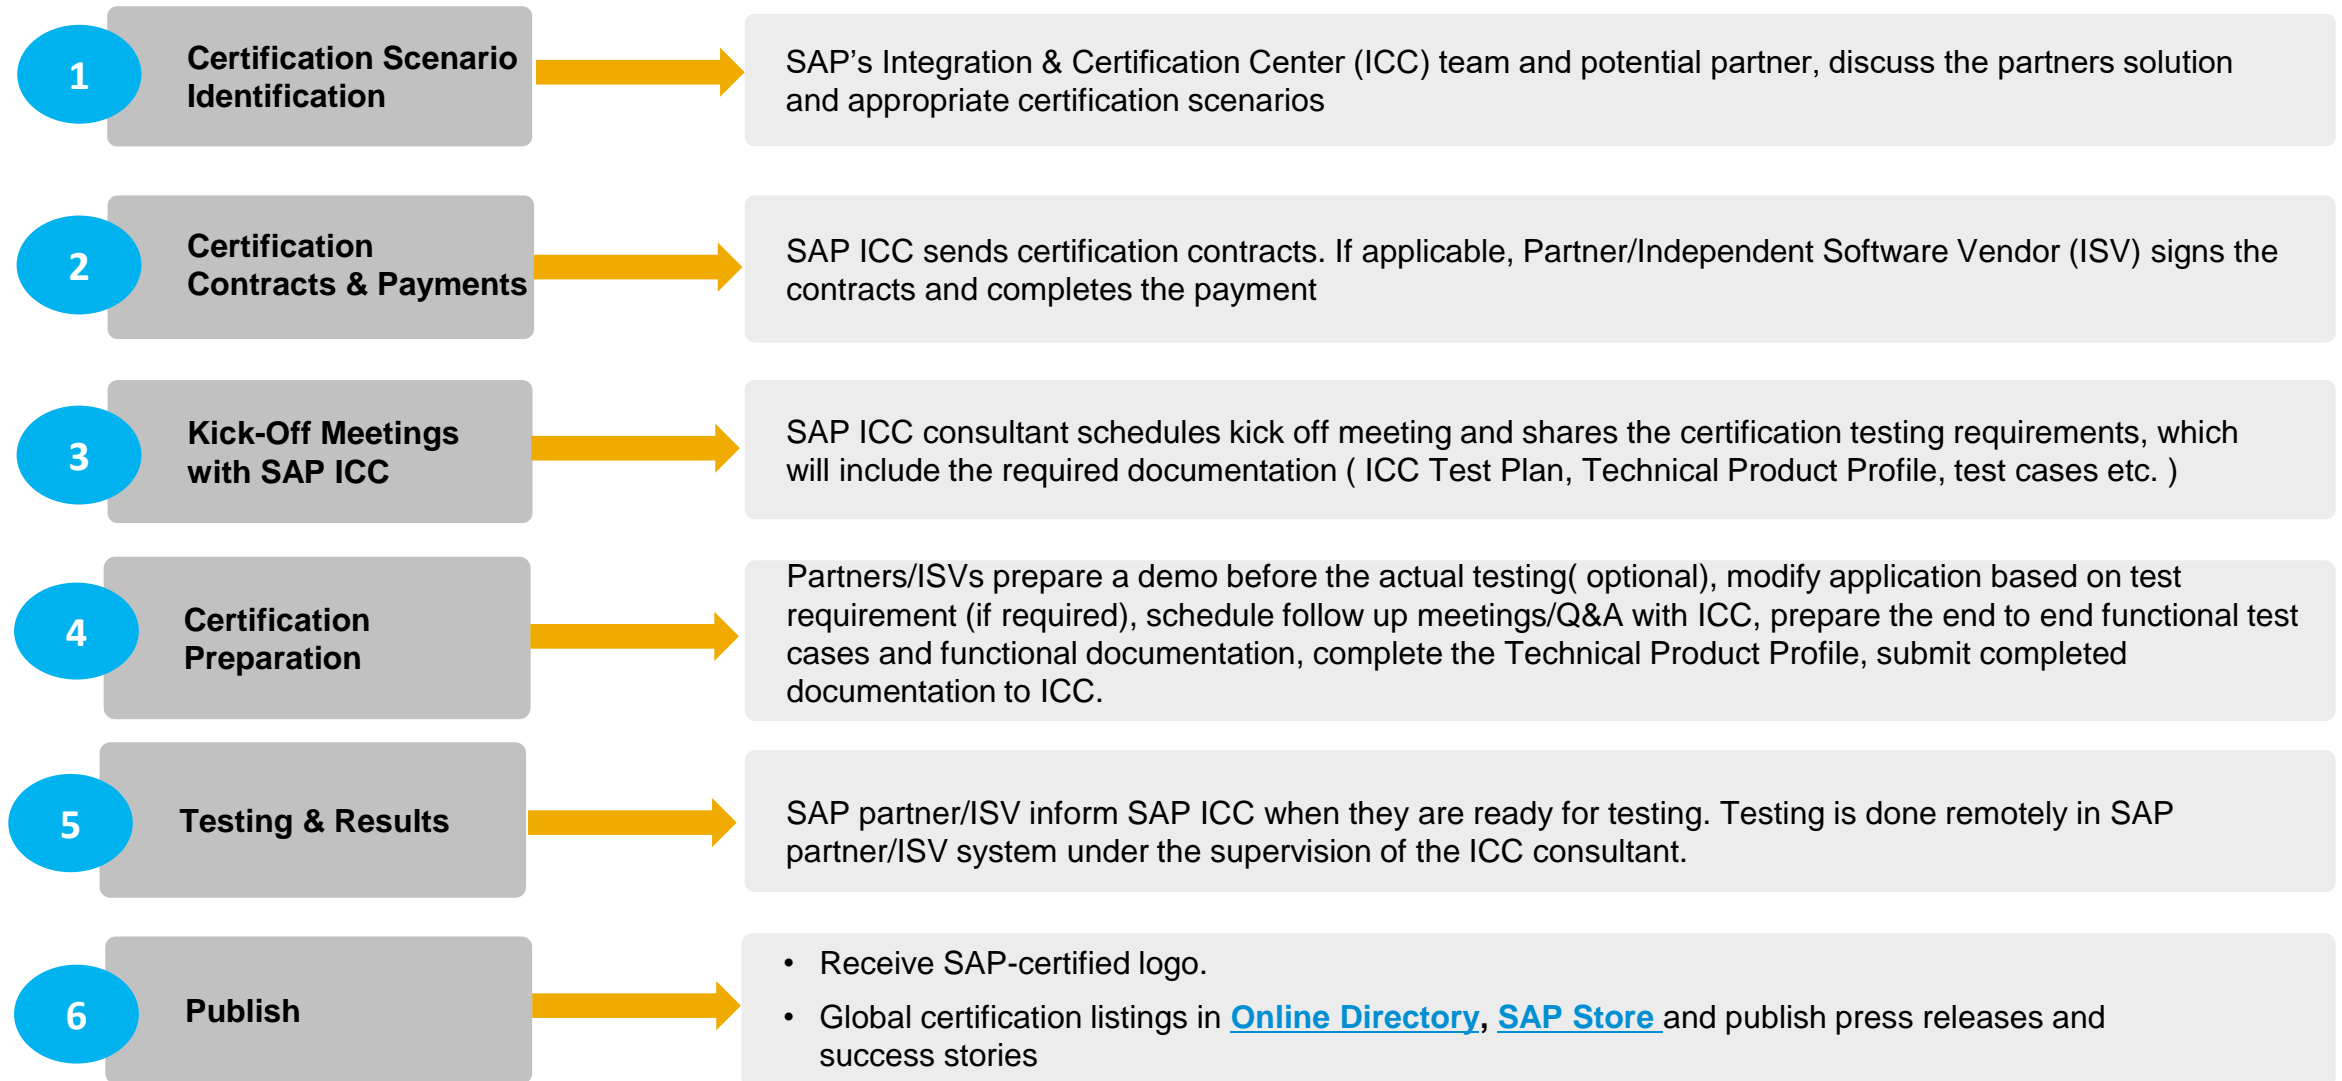 1
Certification Scenario
Identification
SAP’s Integration & Certification Center (ICC) team and potential partner, discuss the partners solution
and appropriate certification scenarios
2
Certification
Contracts & Payments
SAP ICC sends certification contracts. If applicable, Partner/Independent Software Vendor (ISV) signs the
contracts and completes the payment
3
Kick-Off Meetings
with SAP ICC
SAP ICC consultant schedules kick off meeting and shares the certification testing requirements, which
will include the required documentation ( ICC Test Plan, Technical Product Profile, test cases etc. )
4
Certification
Preparation
Partners/ISVs prepare a demo before the actual testing( optional), modify application based on test
requirement (if required), schedule follow up meetings/Q&A with ICC, prepare the end to end functional test
cases and functional documentation, complete the Technical Product Profile, submit completed
documentation to ICC.
5
Testing & Results
SAP partner/ISV inform SAP ICC when they are ready for testing. Testing is done remotely in SAP
partner/ISV system under the supervision of the ICC consultant.
6
Publish
• Receive SAP-certified logo.
• Global certification listings in Online Directory, SAP Store and publish press releases and
success stories